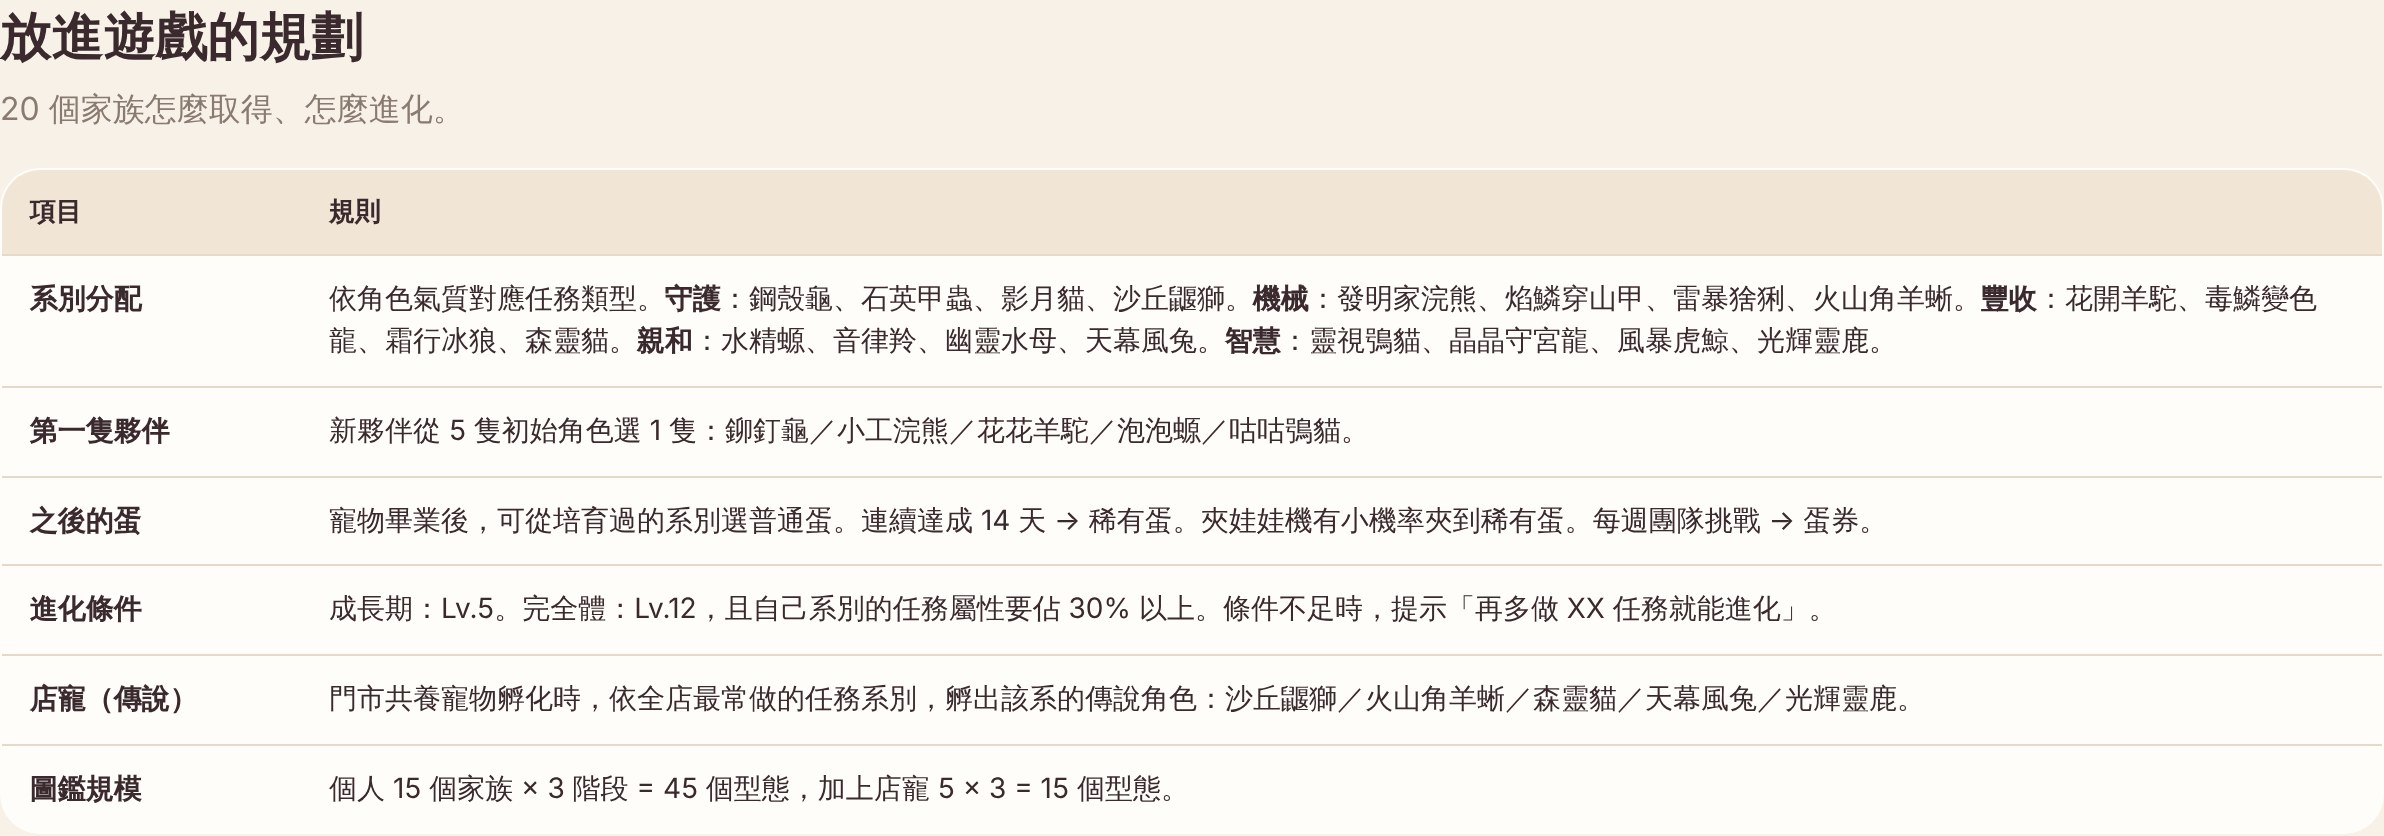 放進遊戲的規劃
20 個家族怎麼取得、怎麼進化。
項目 規則
系別分配 依角色氣質對應任務類型。守護：鋼殼龜、石英甲蟲、影月貓、沙丘鼴獅。機械：發明家浣熊、焰鱗穿山甲、雷暴猞猁、火山角羊蜥。豐收：花開羊駝、毒鱗變色
龍、霜行冰狼、森靈貓。親和：水精螈、音律羚、幽靈水母、天幕風兔。智慧：靈視鴞貓、晶晶守宮龍、風暴虎鯨、光輝靈鹿。
第一隻夥伴 新夥伴從 5 隻初始角色選 1 隻：鉚釘龜／小工浣熊／花花羊駝／泡泡螈／咕咕鴞貓。
之後的蛋 寵物畢業後，可從培育過的系別選普通蛋。連續達成 14 天 → 稀有蛋。夾娃娃機有小機率夾到稀有蛋。每週團隊挑戰 → 蛋券。
進化條件 成長期：Lv.5。完全體：Lv.12，且自己系別的任務屬性要佔 30% 以上。條件不足時，提示「再多做 XX 任務就能進化」。
店寵（傳說） 門市共養寵物孵化時，依全店最常做的任務系別，孵出該系的傳說角色：沙丘鼴獅／火山角羊蜥／森靈貓／天幕風兔／光輝靈鹿。
圖鑑規模 個人 15 個家族 × 3 階段 = 45 個型態，加上店寵 5 × 3 = 15 個型態。